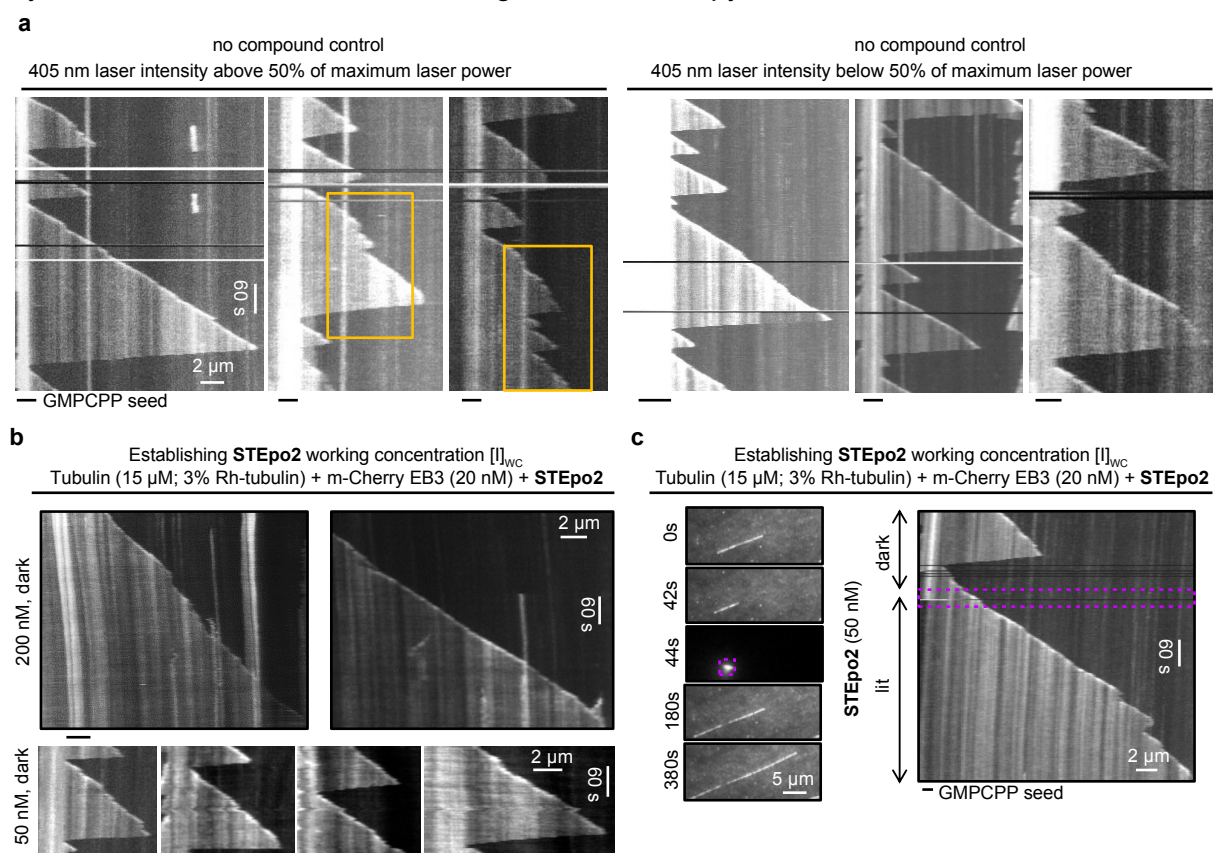 a
no compound control
405 nm laser intensity above 50% of maximum laser power
no compound control
405 nm laser intensity below 50% of maximum laser power
60 s
2 µm
GMPCPP seed
b
Establishing STEpo2 working concentration [I]WC
Tubulin (15 µM; 3% Rh-tubulin) + m-Cherry EB3 (20 nM) + STEpo2
200 nM, dark
2 µm
60 s
50 nM, dark
2 µm
60 s
c
Establishing STEpo2 working concentration [I]WC
Tubulin (15 µM; 3% Rh-tubulin) + m-Cherry EB3 (20 nM) + STEpo2
0s
42s
44s
180s
380s
5 µm
STEpo2 (50 nM)
dark
lit
60 s
2 µm
GMPCPP seed